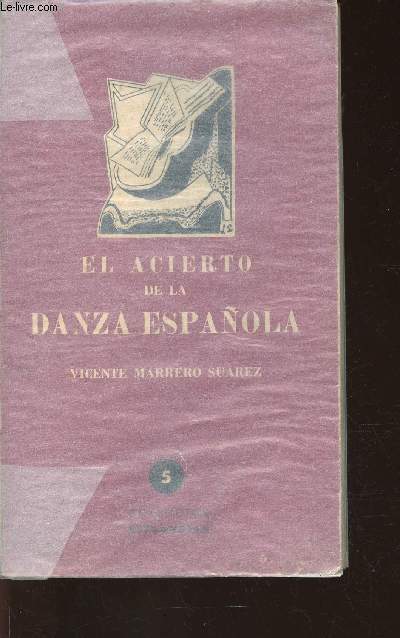 Le-livre.com
EL ACIERTO
DE LA
DANZA ESPAÑOLA
VICENTE MARRERO SUAREZ
5